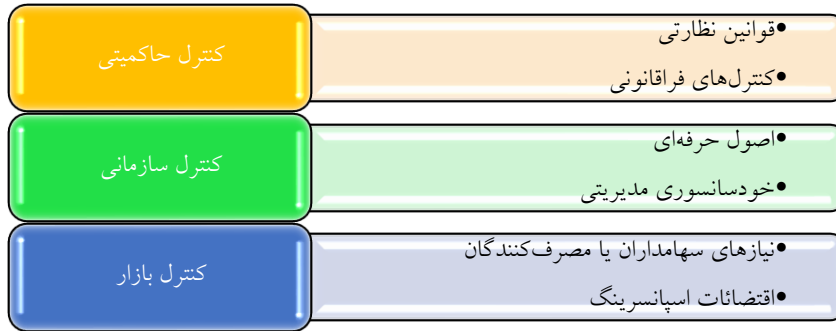 کنترل حاکمیتی
•قوانین نظارتی
•کنترل‌های فراقانونی
کنترل سازمانی
•اصول حرفه‌ای
•خودسانسوری مدیریتی
کنترل بازار
•نیازهای سهامداران یا مصرف‌کنندگان
•اقتضائات اسپانسرینگ